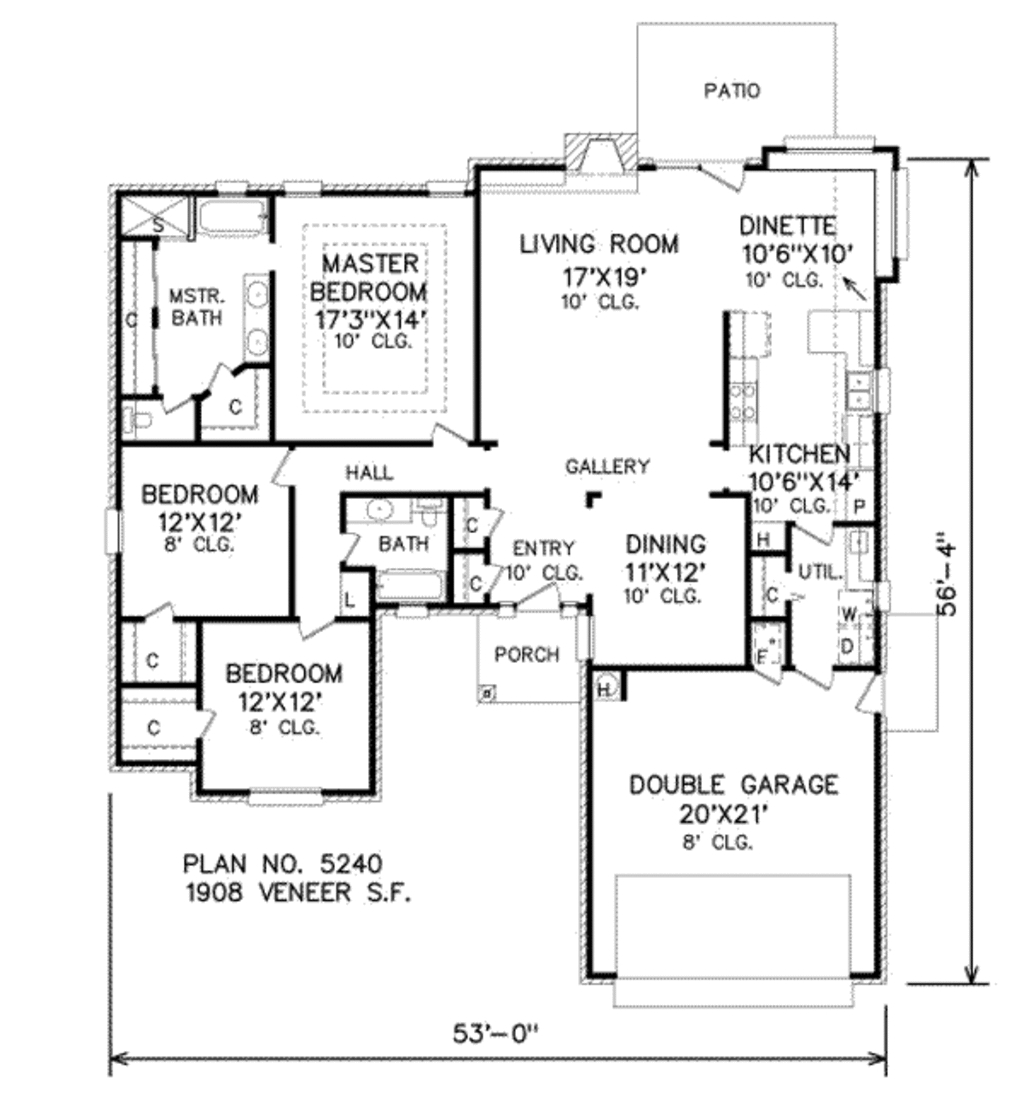 PATIO
S
C
MSTR.
BATH
C
MASTER
BEDROOM
17'3"X14'
10' CLG.
LIVING ROOM
17'X19'
10' CLG.
DINETTE
10'6"X10'
10' CLG.
HALL
GALLERY
KITCHEN
10'6"X14'
10' CLG.
P
BEDROOM
12'X12'
8' CLG.
BATH
C
C
L
ENTRY
10' CLG.
DINING
11'X12'
10' CLG.
H
UTIL.
C
W
D
F
C
C
BEDROOM
12'X12'
8' CLG.
PORCH
H
DOUBLE GARAGE
20'X21'
8' CLG.
56'-4"
PLAN NO. 5240
1908 VENEER S.F.
53'-0"